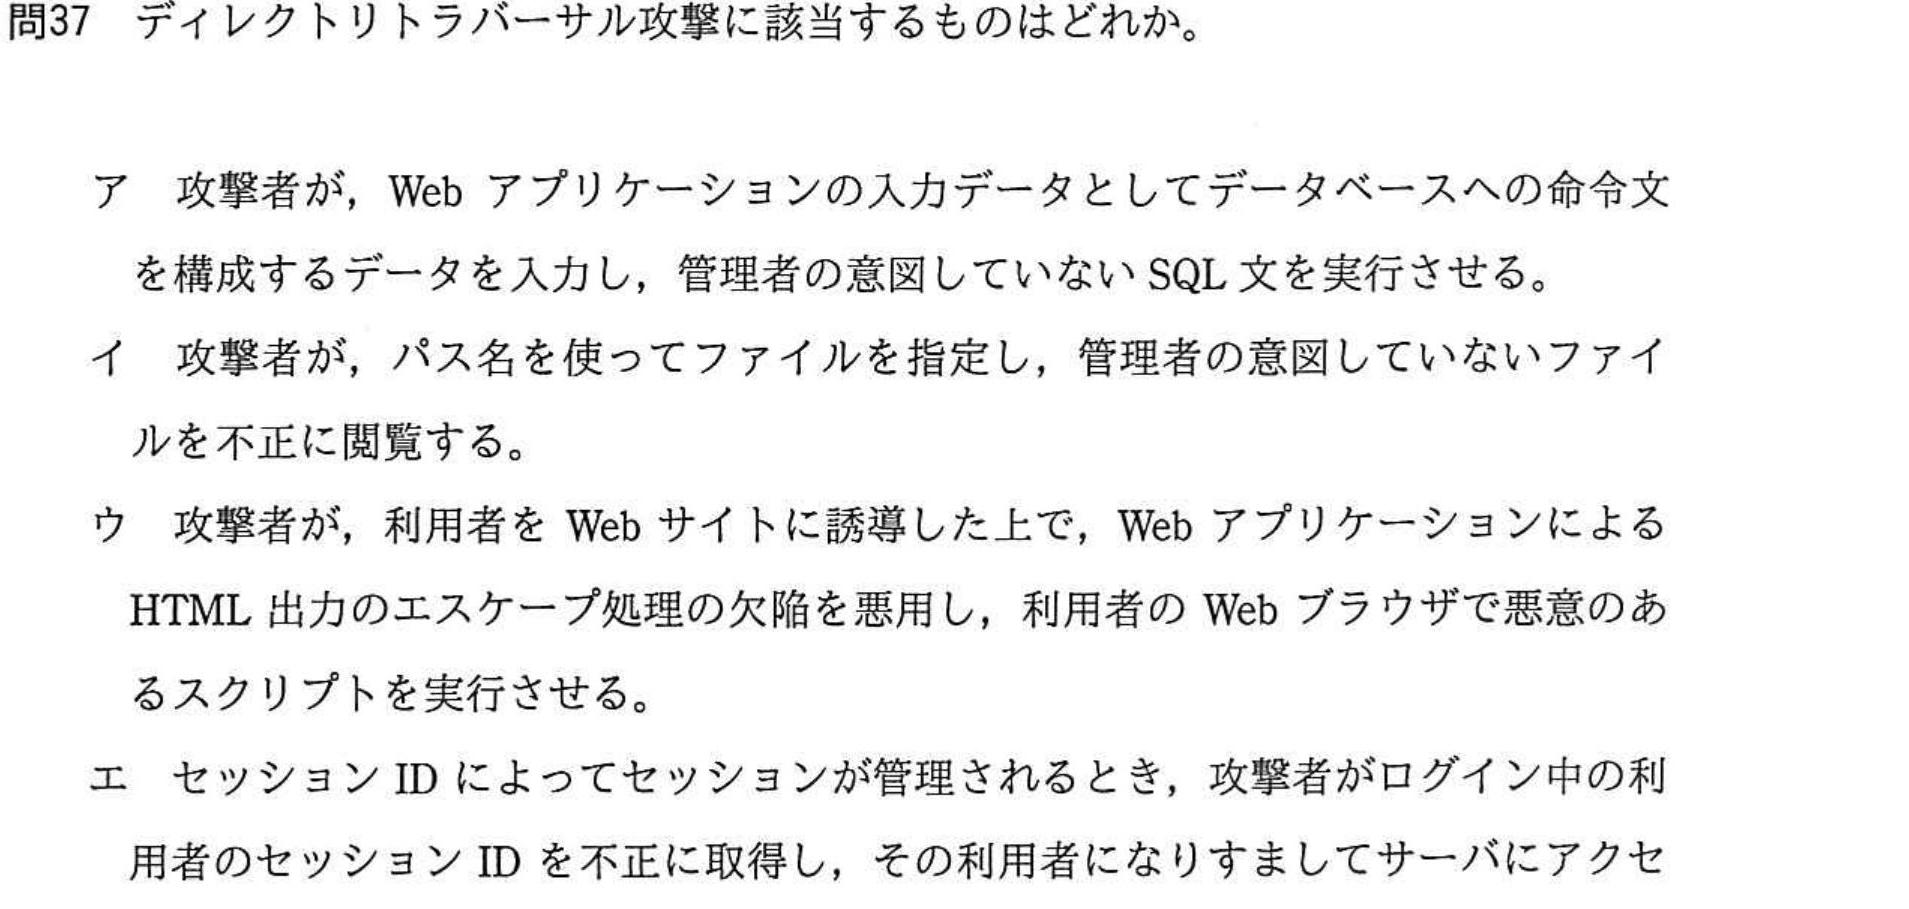 問37　ディレクトリトラバーサル攻撃に該当するものはどれか。
ア　攻撃者が，Web アプリケーションの入力データとしてデータベースへの命令文
を構成するデータを入力し，管理者の意図していない SQL 文を実行させる。
イ　攻撃者が，パス名を使ってファイルを指定し，管理者の意図していないファイ
ルを不正に閲覧する。
ウ　攻撃者が，利用者を Web サイトに誘導した上で，Web アプリケーションによる
HTML 出力のエスケープ処理の欠陥を悪用し，利用者の Web ブラウザで悪意のあ
るスクリプトを実行させる。
エ　セッション ID によってセッションが管理されるとき，攻撃者がログイン中の利
用者のセッション ID を不正に取得し，その利用者になりすましてサーバにアクセ